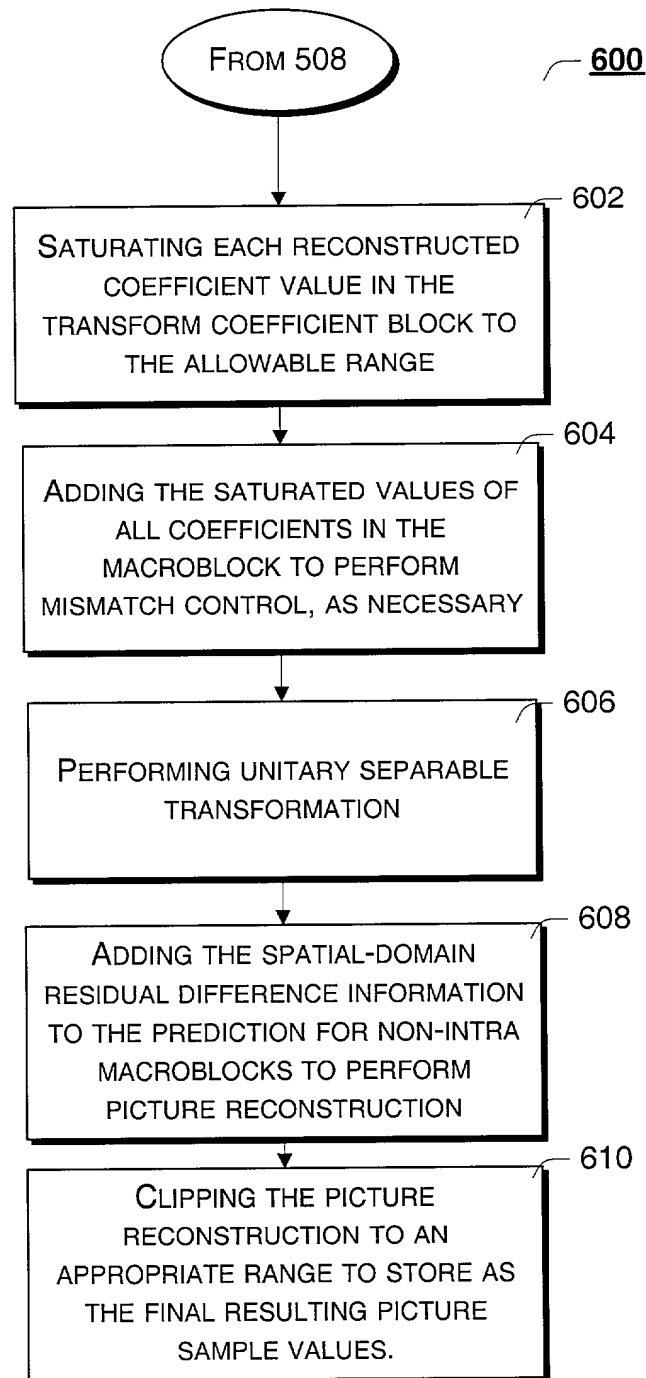 FROM 508
600
602
SATURATING EACH RECONSTRUCTED
COEFFICIENT VALUE IN THE
TRANSFORM COEFFICIENT BLOCK TO
THE ALLOWABLE RANGE
604
ADDING THE SATURATED VALUES OF
ALL COEFFICIENTS IN THE
MACROBLOCK TO PERFORM
MISMATCH CONTROL, AS NECESSARY
606
PERFORMING UNITARY SEPARABLE
TRANSFORMATION
608
ADDING THE SPATIAL-DOMAIN
RESIDUAL DIFFERENCE INFORMATION
TO THE PREDICTION FOR NON-INTRA
MACROBLOCKS TO PERFORM
PICTURE RECONSTRUCTION
610
CLIPPING THE PICTURE
RECONSTRUCTION TO AN
APPROPRIATE RANGE TO STORE AS
THE FINAL RESULTING PICTURE
SAMPLE VALUES.